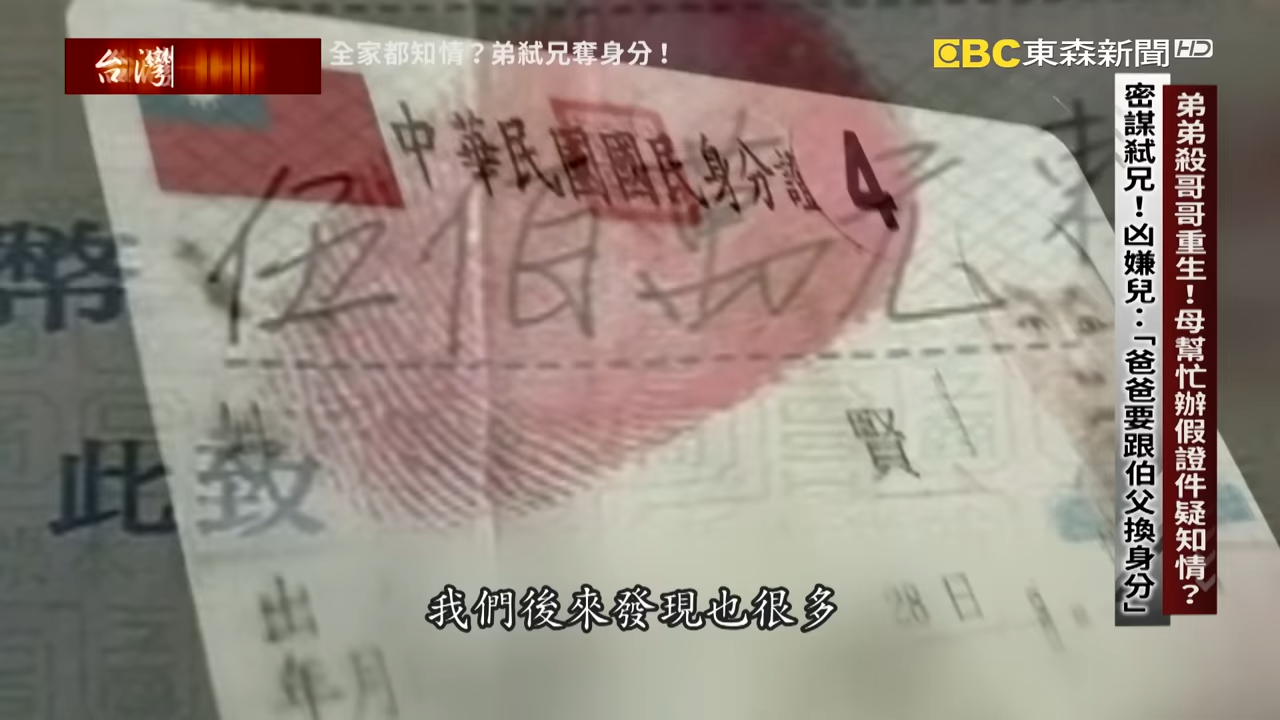 台灣
全家都知情？弟弒兄奪身分！
EBC東森新聞HD
弟弟殺哥哥重生！母幫忙辦假證件疑知情？
密謀弒兄！凶嫌兒：「爸爸要跟伯父換身分」
中華民國國民身分證
4
伍佰萬元
幣
賢
此致
出
年月
28日
我們後來發現也很多